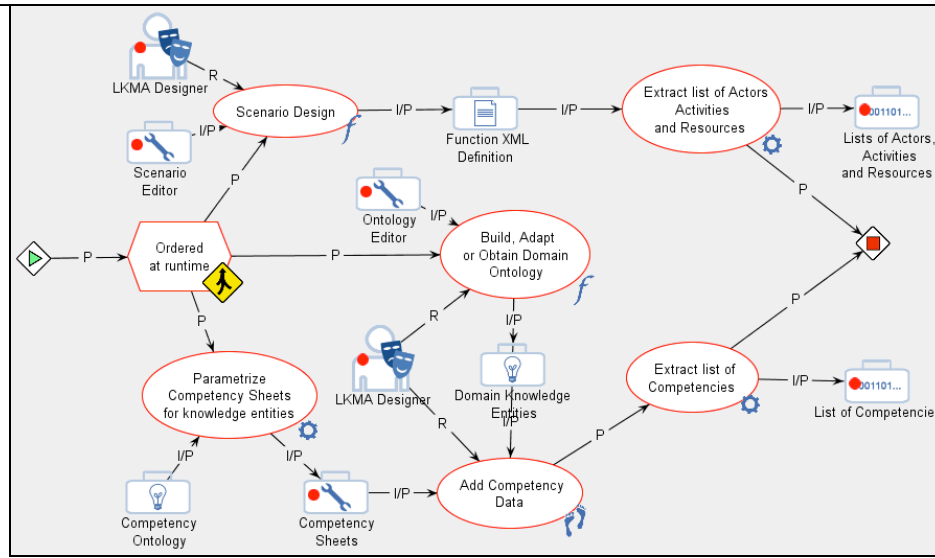 LKMA Designer
R
Scenario Design
I/P
Function XML
Definition
I/P
Extract list of Actors
Activities
and Resources
I/P
001101...
Lists of Actors,
Activities
and Resources
I/P
Scenario
Editor
P
Ontology
Editor
I/P
P
P
Ordered
at runtime
P
Build, Adapt
or Obtain Domain
Ontology
P
P
R
I/P
LKMA Designer
Domain Knowledge
Entities
I/P
Parametrize
Competency Sheets
for knowledge entities
Extract list of
Competencies
I/P
001101...
List of Competencie
R
P
I/P
I/P
Competency
Ontology
Competency
Sheets
I/P
Add Competency
Data